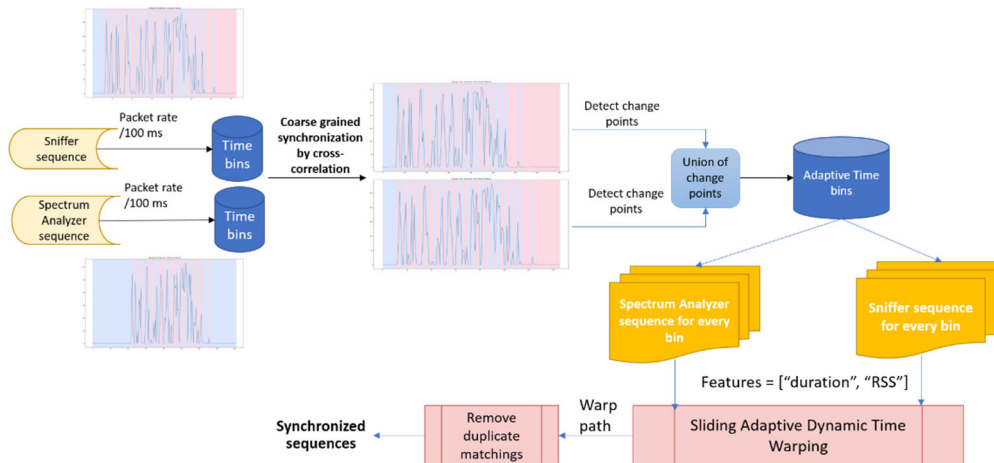 Packet rate
/100 ms
Sniffer
sequence
Time
bins
Packet rate
/100 ms
Spectrum
Analyzer
sequence
Time
bins
Coarse grained
synchronization
by cross-
correlation
Detect change
points
Detect change
points
Union of
change
points
Adaptive Time
bins
Spectrum Analyzer
sequence for every
bin
Sniffer sequence
for every bin
Features = ["duration", "RSS"]
Sliding Adaptive Dynamic Time
Warping
Warp
path
Remove
duplicate
matchings
Synchronized
sequences